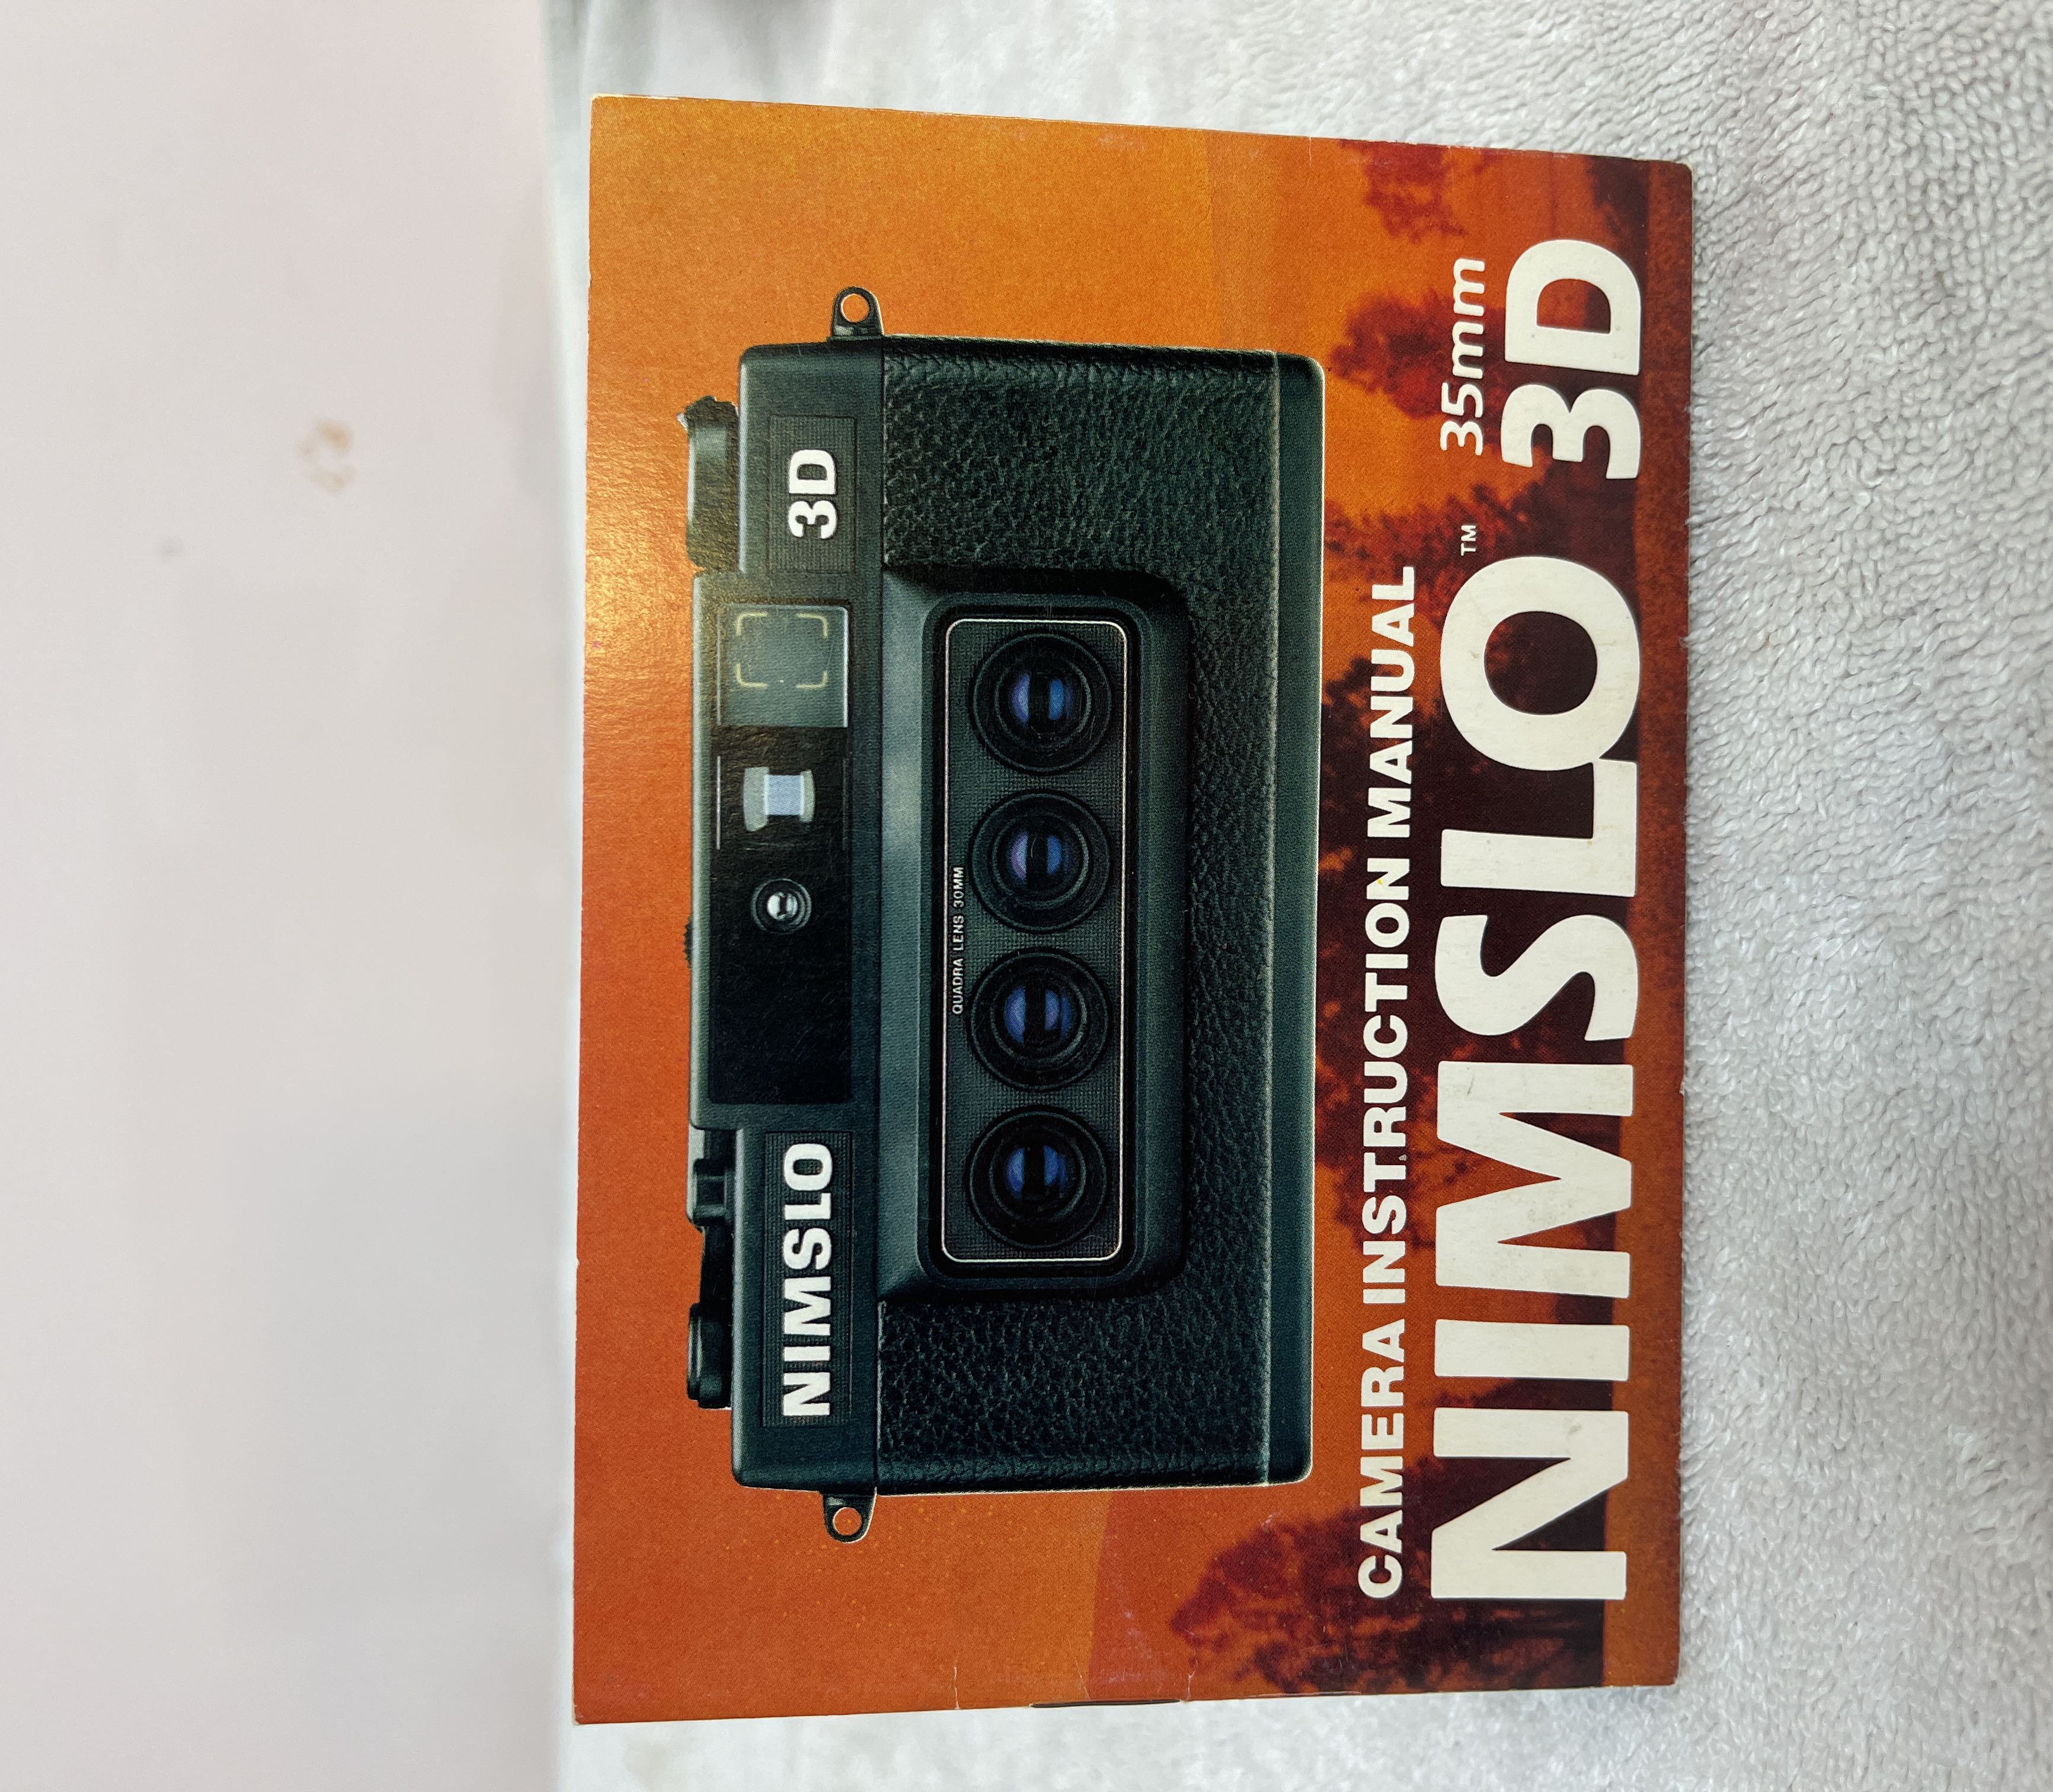 NIMSLO 3D
QUADRA LENS 30MM
CAMERA INSTRUCTION MANUAL
35mm
NIMSLO™ 3D